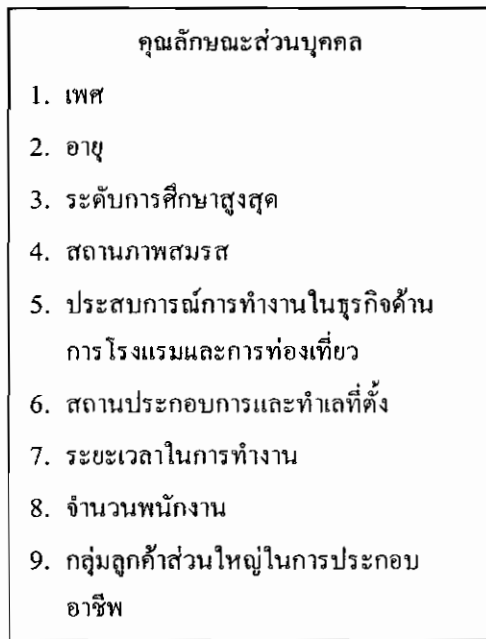 คุณลักษณะส่วนบุคคล
1. เพศ
2. อายุ
3. ระดับการศึกษาสูงสุด
4. สถานภาพสมรส
5. ประสบการณ์การทำงานในธุรกิจด้าน
การโรงแรมและการท่องเที่ยว
6. สถานประกอบการและทำเลที่ตั้ง
7. ระยะเวลาในการทำงาน
8. จำนวนพนักงาน
9. กลุ่มลูกค้าส่วนใหญ่ในการประกอบ
อาชีพ